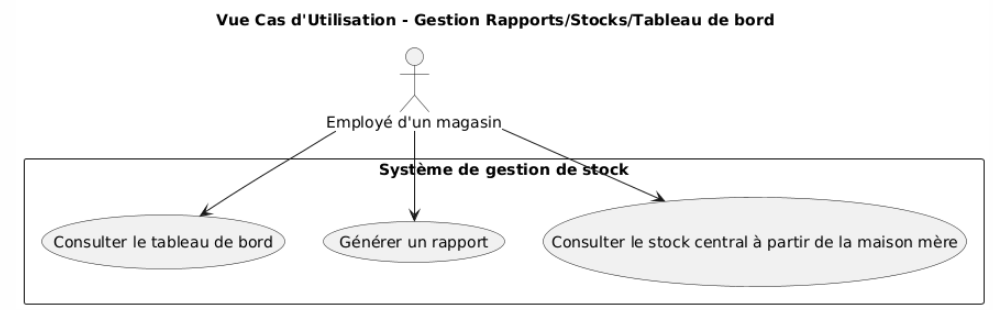 Vue Cas d'Utilisation - Gestion Rapports/Stocks/Tableau de bord
Employé d'un magasin
Système de gestion de stock
Consulter le tableau de bord
Générer un rapport
Consulter le stock central à partir de la maison mère